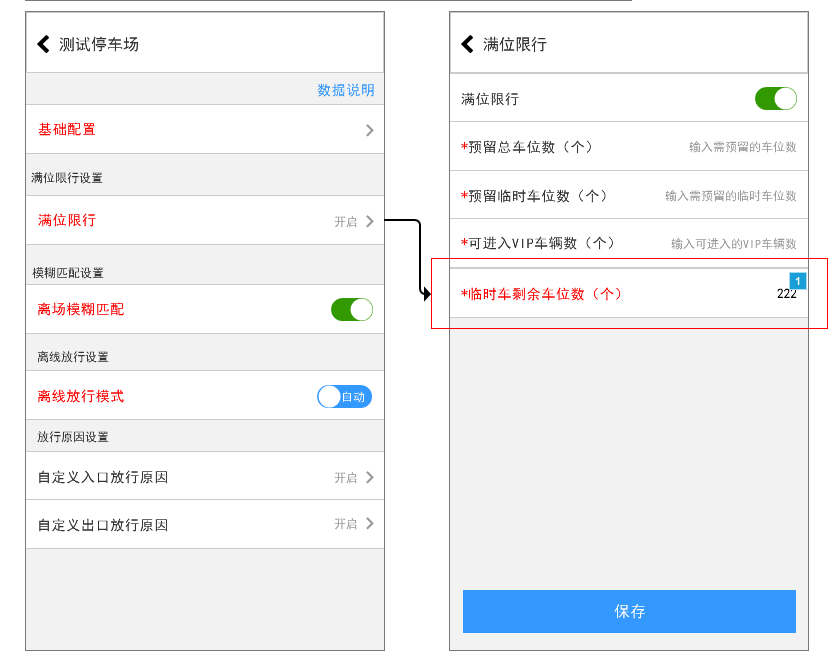 测试停车场
数据说明
基础配置
满位限行设置
满位限行
开启
模糊匹配设置
离场模糊匹配
离线放行设置
离线放行模式
自动
放行原因设置
自定义入口放行原因
开启
自定义出口放行原因
开启
满位限行
满位限行
*预留总车位数（个）
输入需预留的车位数
*预留临时车位数（个）
输入需预留的临时车位数
*可进入VIP车辆数（个）
输入可进入的VIP车辆数
*临时车剩余车位数（个）
1
222
保存